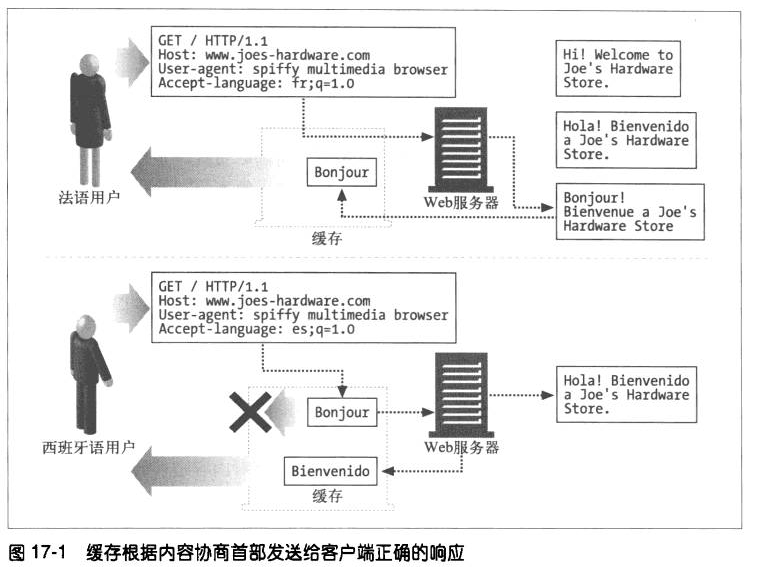 GET / HTTP/1.1
Host: www.joes-hardware.com
User-agent: spiffy multimedia browser
Accept-language: fr;q=1.0
Hi! Welcome to
Joe's Hardware
Store.
Hola! Bienvenido
a Joe's Hardware
Store.
Bonjour
Bonjour!
Bienvenue a Joe's
Hardware Store
法语用户
Web服务器
缓存
GET / HTTP/1.1
Host: www.joes-hardware.com
User-agent: spiffy multimedia browser
Accept-language: es;q=1.0
Hola! Bienvenido
a Joe's Hardware
Store.
Bonjour
西班牙语用户
Web服务器
Bienvenido
缓存
图 17-1 缓存根据内容协商首部发送给客户端正确的响应